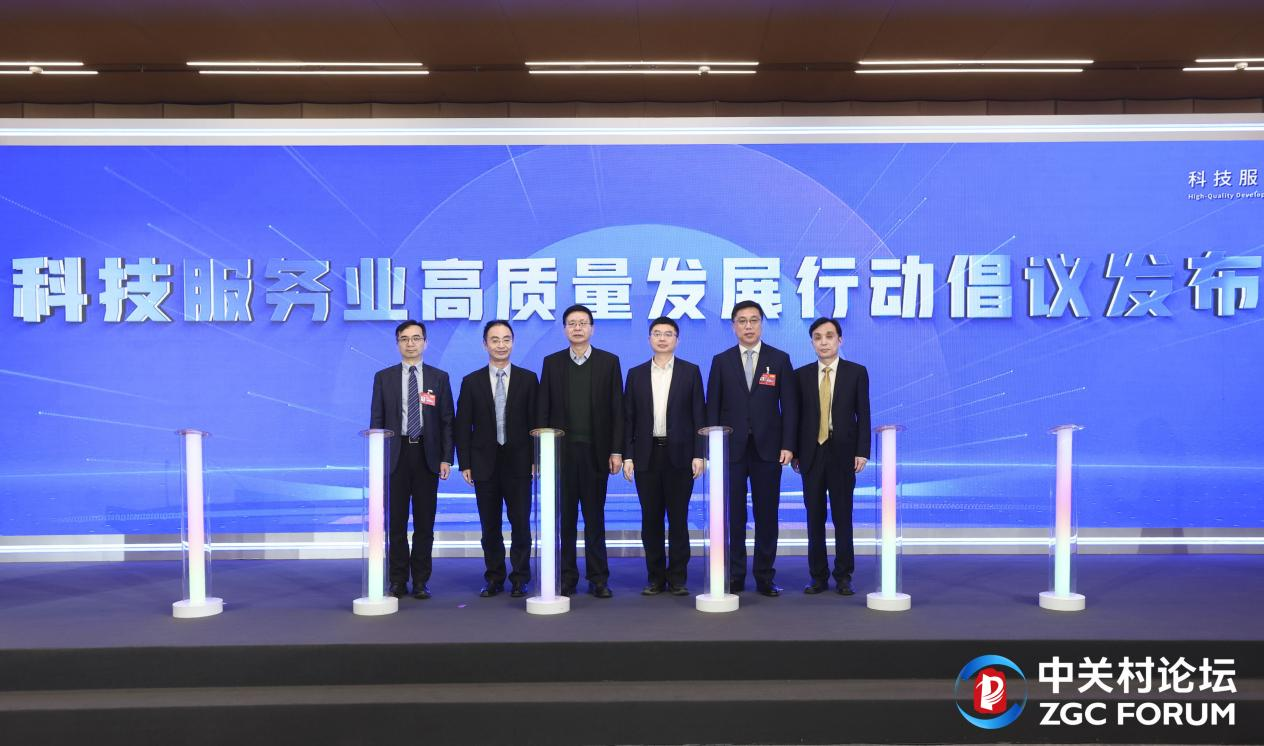 科技服
High-Quality Develop
科技服务业高质量发展行动倡议发布
中关村论坛
ZGC FORUM